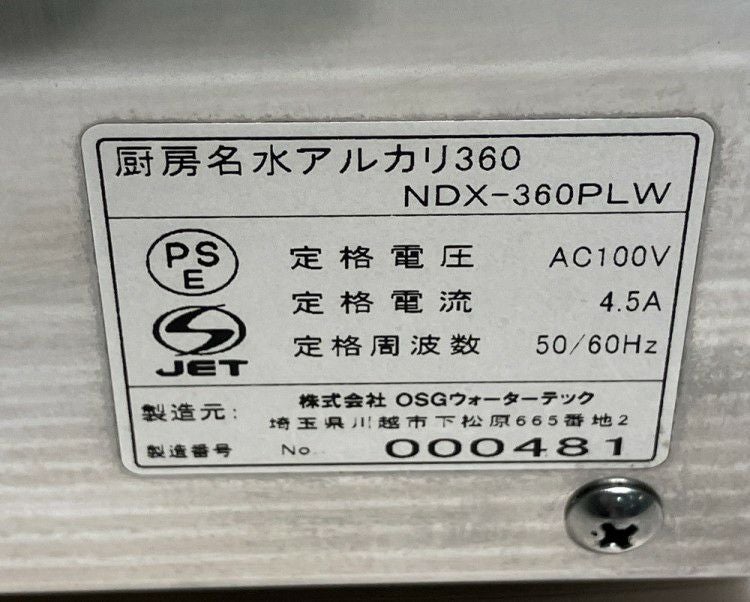 厨房名水アルカリ360
NDX-360PLW
PS
E
定格電圧 AC100V
定格電流 4.5A
JET
定格周波数 50/60Hz
製造元: 株式会社 OSGウォーターテック
埼玉県川越市下松原665番地2
製造番号 No. 000481